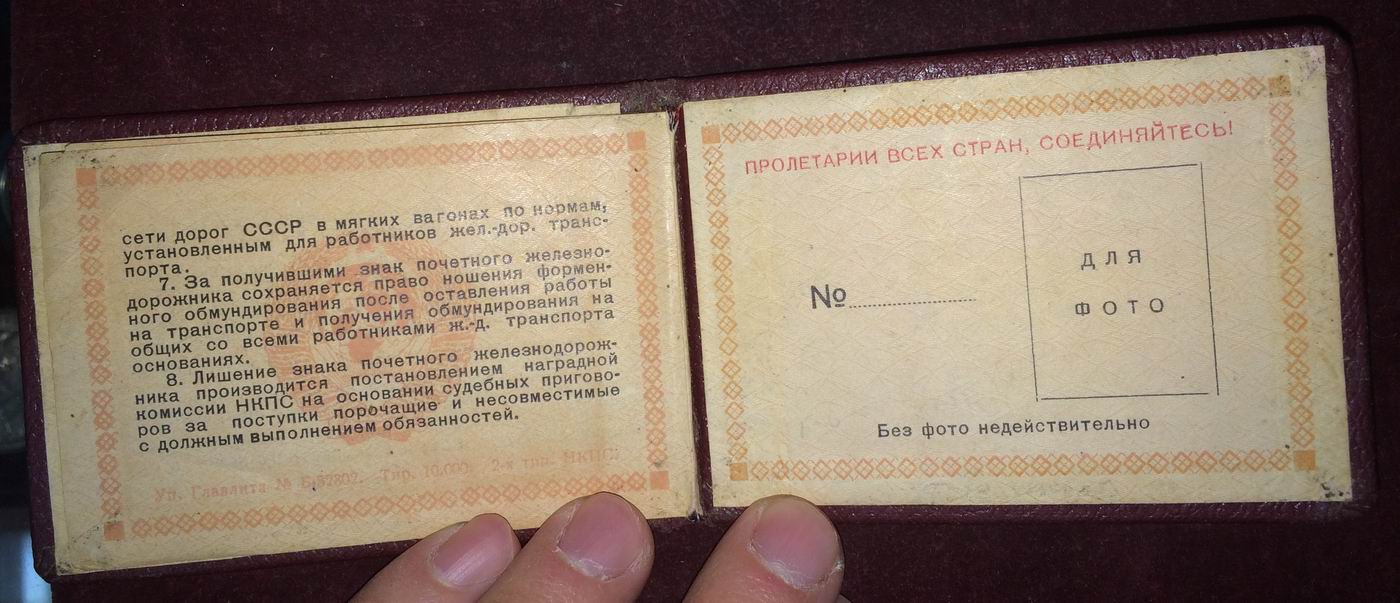 сети дорог СССР в мягких вагонах по нормам,
установленным для работников жел.-дор. транс-
порта.
7. За получившими знак почетного железно-
дорожника сохраняется право ношения формен-
ного обмундирования после оставления работы
на транспорте и получения обмундирования на
общих со всеми работниками ж.-д. транспорта
основаниях.
8. Лишение знака почетного железнодорож-
ника производится постановлением наградной
комиссии НКПС на основании судебных пригово-
ров за поступки порочащие и несовместимые
с должным выполнением обязанностей.
Уп. Главлита № Б-37802. Тир. 10.000. 2-я тип. НКПС.
ПРОЛЕТАРИИ ВСЕХ СТРАН, СОЕДИНЯЙТЕСЬ!
№
ДЛЯ
ФОТО
Без фото недействительно